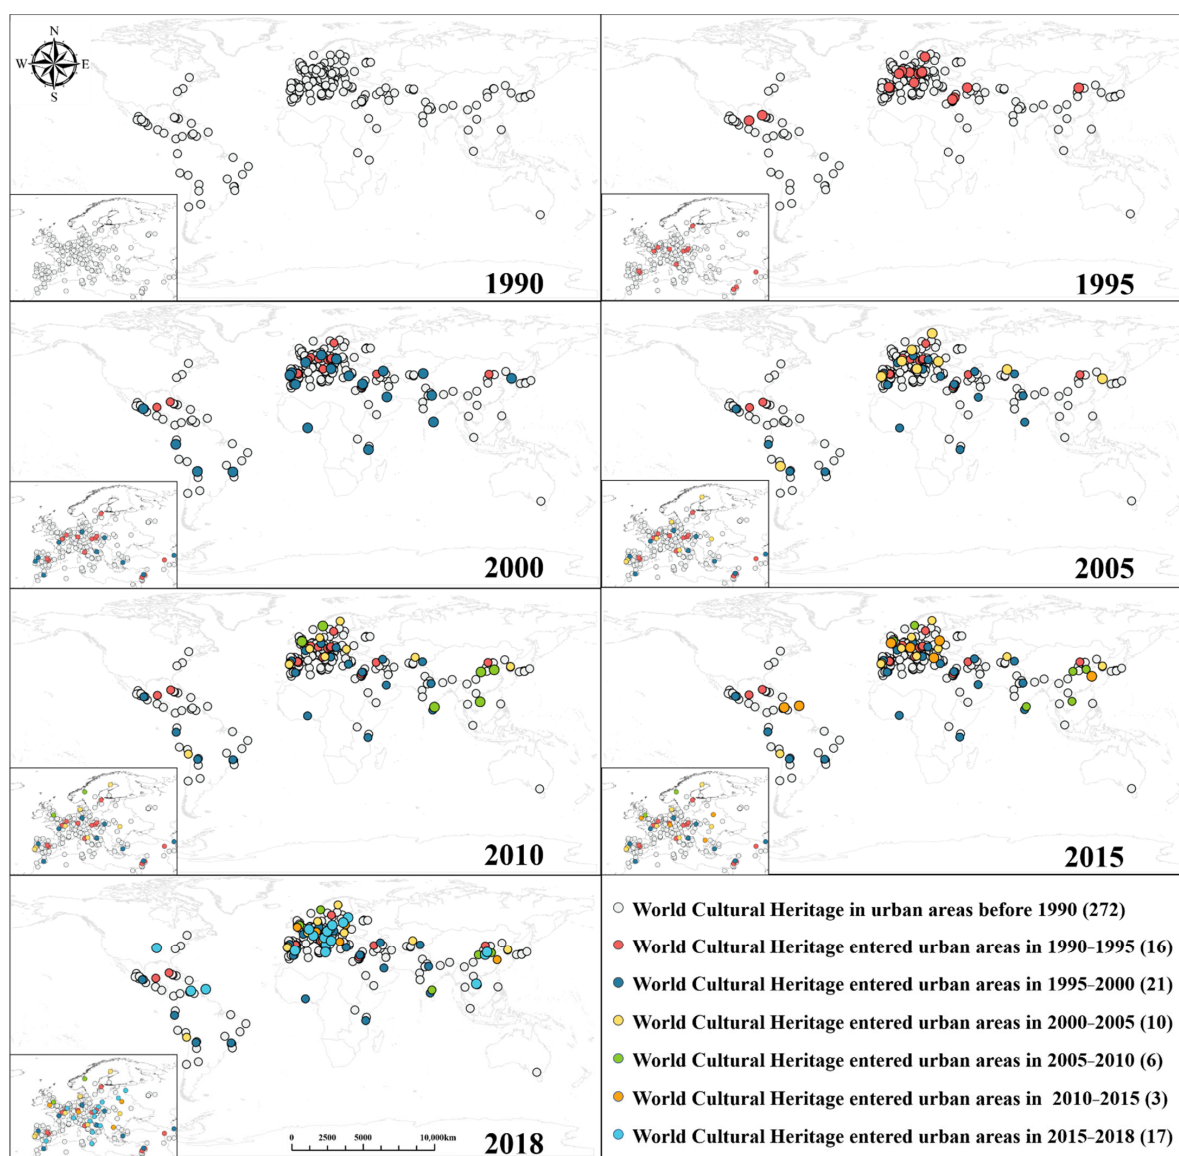 N
W E
S
1990
1995
2000
2005
2010
2015
World Cultural Heritage in urban areas before 1990 (272)
World Cultural Heritage entered urban areas in 1990-1995 (16)
World Cultural Heritage entered urban areas in 1995-2000 (21)
World Cultural Heritage entered urban areas in 2000-2005 (10)
World Cultural Heritage entered urban areas in 2005-2010 (6)
World Cultural Heritage entered urban areas in 2010-2015 (3)
World Cultural Heritage entered urban areas in 2015-2018 (17)
0 2500 5000 10,000km
2018